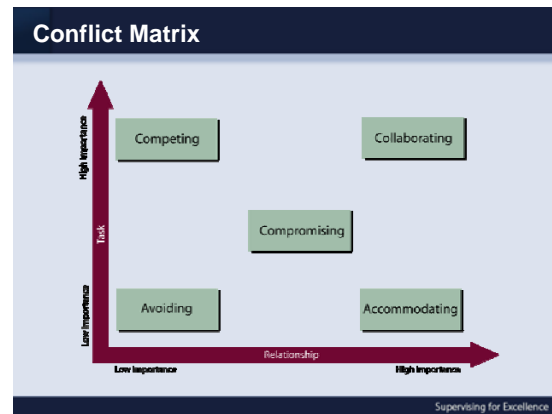 Conflict Matrix
High Importance
Competing
Collaborating
Task
Compromising
Low Importance
Avoiding
Accommodating
Relationship
Low Importance
High Importance
Supervising for Excellence